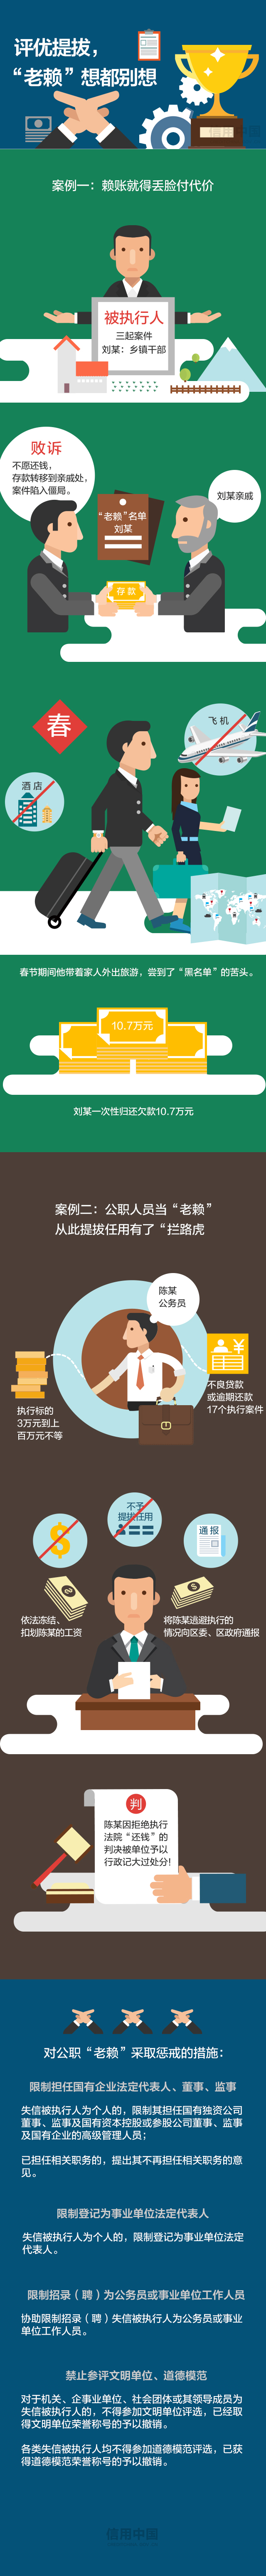 评优提拔，
“老赖”想都别想
信用中国
案例一：赖账就得丢脸付代价
被执行人
三起案件
刘某：乡镇干部
败诉
不愿还钱，
存款转移到亲戚处，
案件陷入僵局。
“老赖”名单
刘某
刘某亲戚
存款
春
飞机
酒店
春节期间他带着家人外出旅游，尝到了“黑名单”的苦头。
10.7万元
刘某一次性归还欠款10.7万元
案例二：公职人员当“老赖”
从此提拔任用有了“拦路虎
陈某
公务员
执行标的
3万元到上
百万元不等
不良贷款
或逾期还款
17个执行案件
不予
提拔任用
通报
依法冻结、
扣划陈某的工资
将陈某逃避执行的
情况向区委、区政府通报
判
陈某因拒绝执行
法院“还钱”的
判决被单位予以
行政记大过处分！
对公职“老赖”采取惩戒的措施：
限制担任国有企业法定代表人、董事、监事
失信被执行人为个人的，限制其担任国有独资公司
董事、监事及国有资本控股或参股公司董事、监事
及国有企业的高级管理人员；
已担任相关职务的，提出其不再担任相关职务的意
见。
限制登记为事业单位法定代表人
失信被执行人为个人的，限制登记为事业单位法定
代表人。
限制招录（聘）为公务员或事业单位工作人员
协助限制招录（聘）失信被执行人为公务员或事业
单位工作人员。
禁止参评文明单位、道德模范
对于机关、企事业单位、社会团体或其领导成员为
失信被执行人的，不得参加文明单位评选，已经取
得文明单位荣誉称号的予以撤销。
各类失信被执行人均不得参加道德模范评选，已获
得道德模范荣誉称号的予以撤销。
信用中国